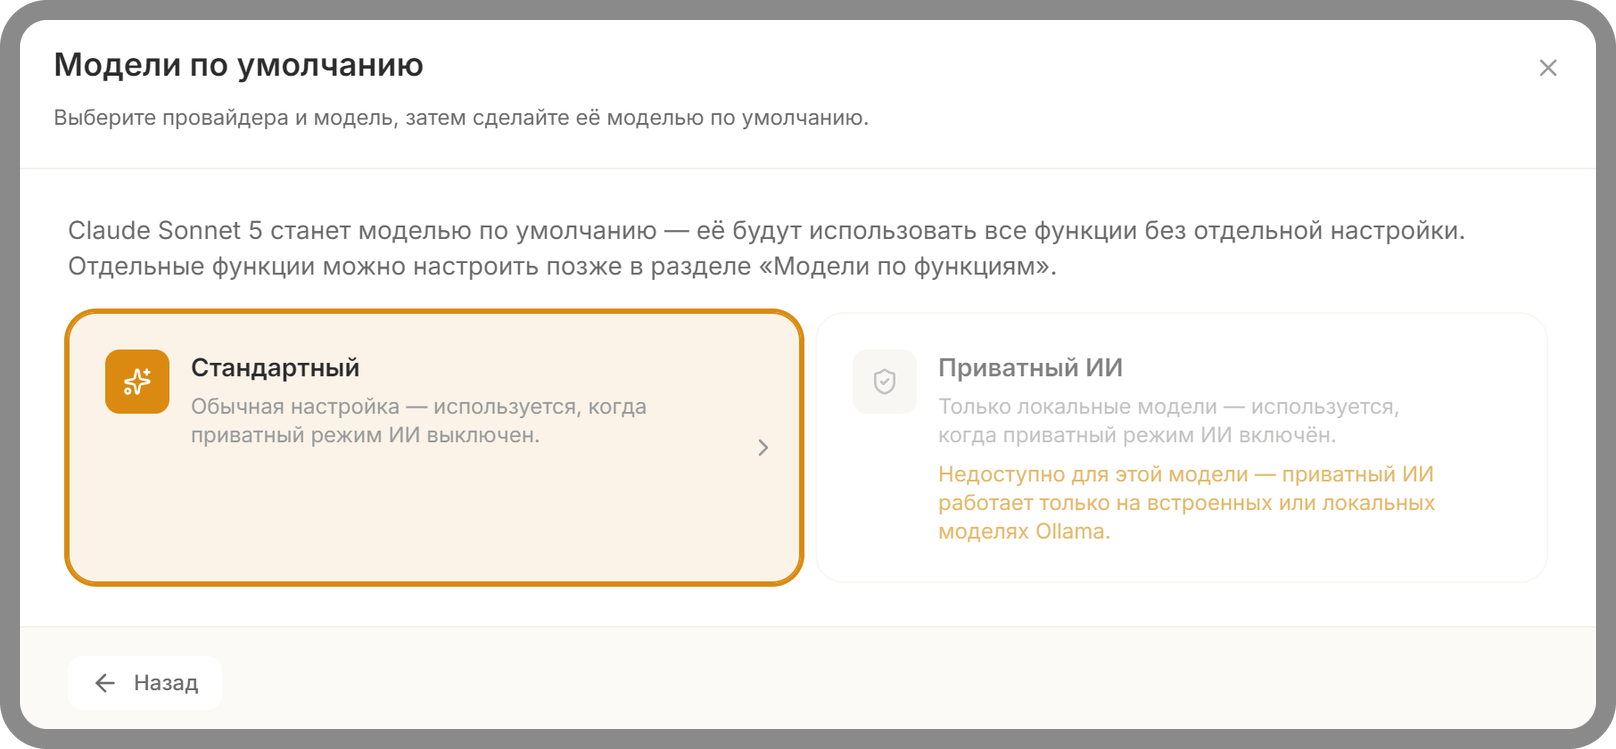 Модели по умолчанию
Выберите провайдера и модель, затем сделайте её моделью по умолчанию.
Claude Sonnet 5 станет моделью по умолчанию — её будут использовать все функции без отдельной настройки.
Отдельные функции можно настроить позже в разделе «Модели по функциям».
Стандартный
Обычная настройка — используется, когда
приватный режим ИИ выключен.
Приватный ИИ
Только локальные модели — используется,
когда приватный режим ИИ включён.
Недоступно для этой модели — приватный ИИ
работает только на встроенных или локальных
моделях Ollama.
Назад